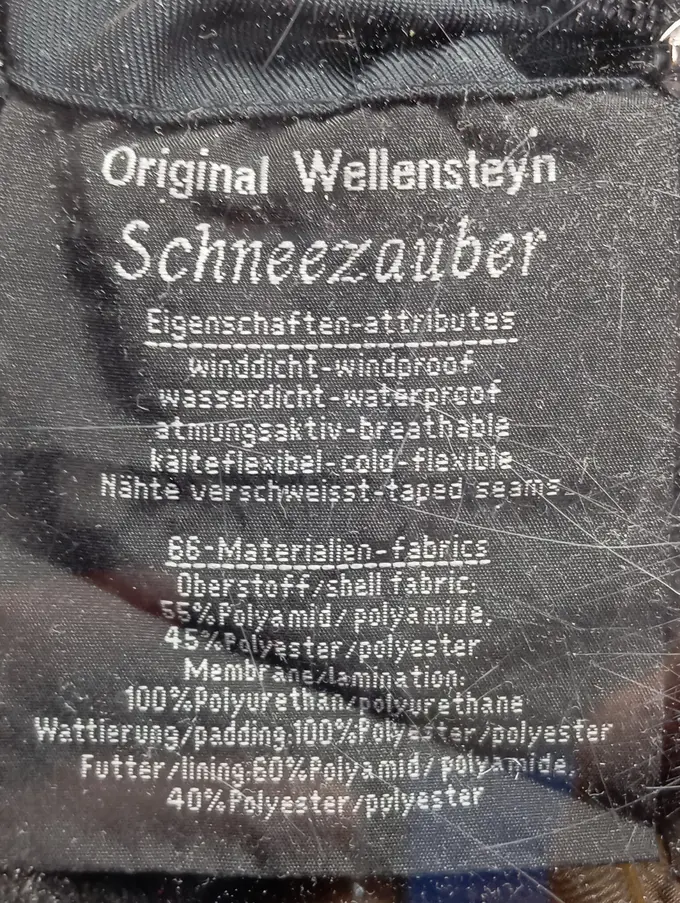 Original Wellensteyn
Schneezauber
Eigenschaften-attributes
winddicht-windproof
wasserdicht-waterproof
atmungsaktiv-breathable
kälteflexibel-cold-flexible
Nähte verschweisst-taped seams
66-Materialien-fabrics
Oberstoff/shell fabric:
55%Polyamid/polyamide,
45%Polyester/polyester
Membrane/lamination:
100%Polyurethan/polyurethane
Wattierung/padding:100%Polyester/polyester
Futter/lining:60%Polyamid/polyamide,
40%Polyester/polyester